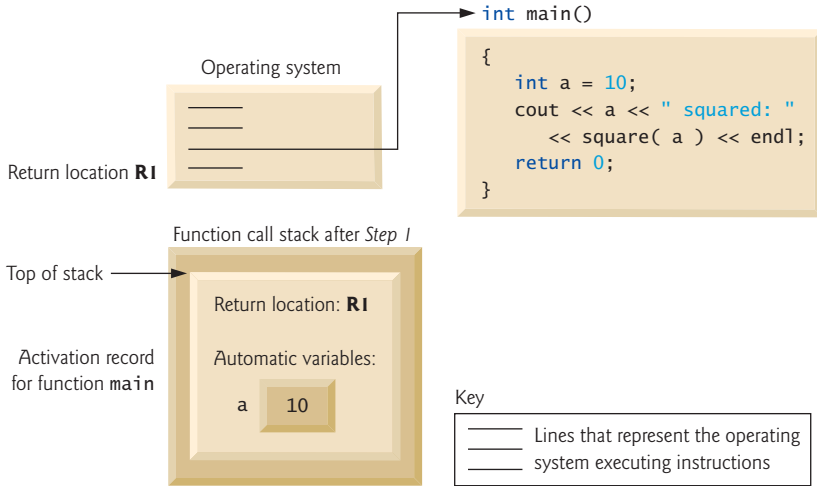 int main()
Operating system
{
int a = 10;
cout << a << " squared: "
<< square( a ) << endl;
return 0;
}
Return location R1
Function call stack after Step 1
Top of stack
Return location: R1
Activation record
for function main
Automatic variables:
a 10
Key
Lines that represent the operating
system executing instructions